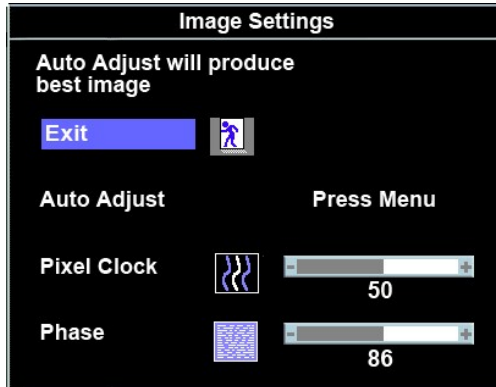 Image Settings
Auto Adjust will produce
best image
Exit
Auto Adjust Press Menu
Pixel Clock - +
50
Phase - +
86